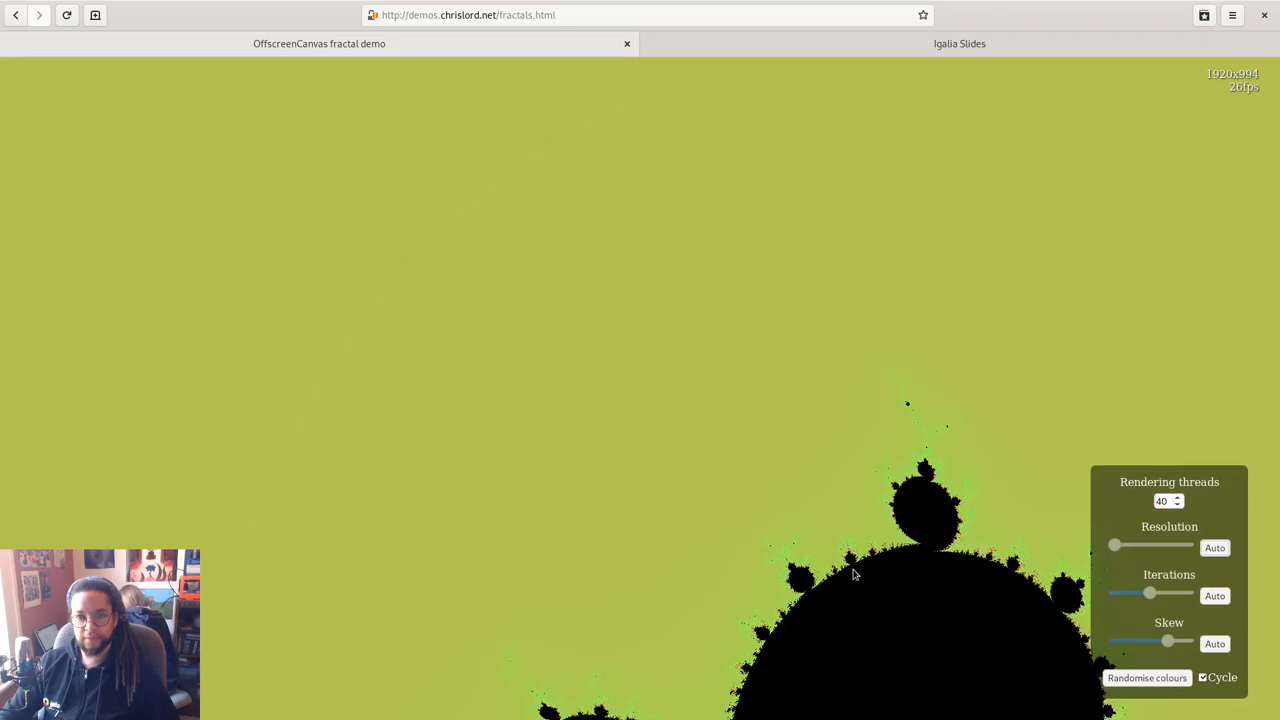 http://demos.chrislord.net/fractals.html
OffscreenCanvas fractal demo
Igalia Slides
1920x994
26fps
Rendering threads
40
Resolution
Auto
Iterations
Auto
Skew
Auto
Randomise colours
Cycle